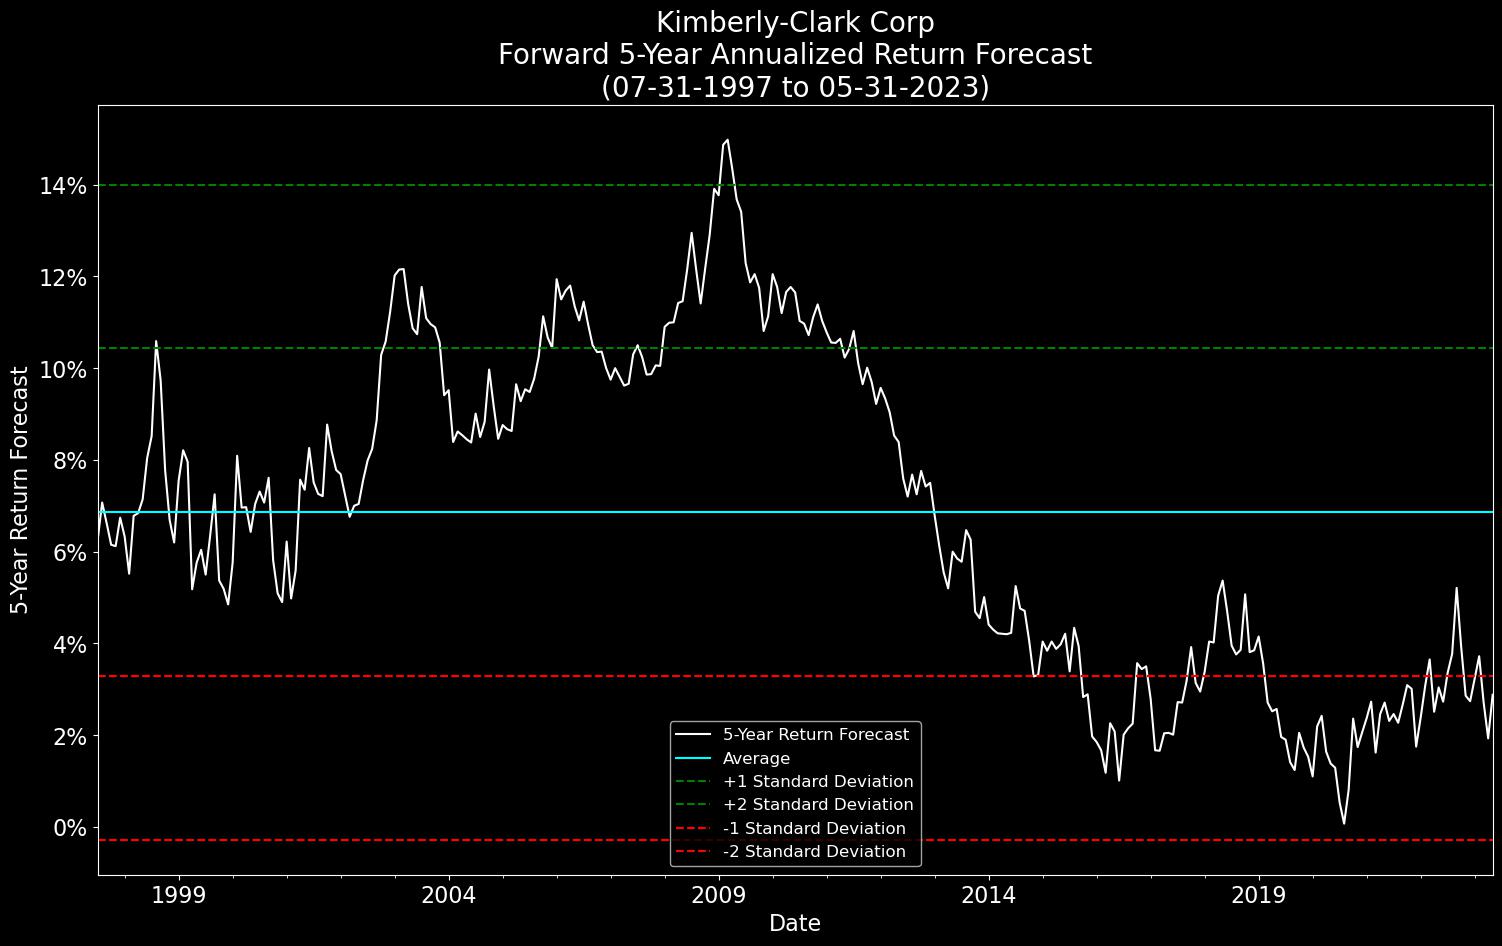 Kimberly-Clark Corp
Forward 5-Year Annualized Return Forecast
(07-31-1997 to 05-31-2023)
5-Year Return Forecast
14%
12%
10%
8%
6%
4%
2%
0%
5-Year Return Forecast
Average
+1 Standard Deviation
+2 Standard Deviation
-1 Standard Deviation
-2 Standard Deviation
1999 2004 2009 2014 2019
Date